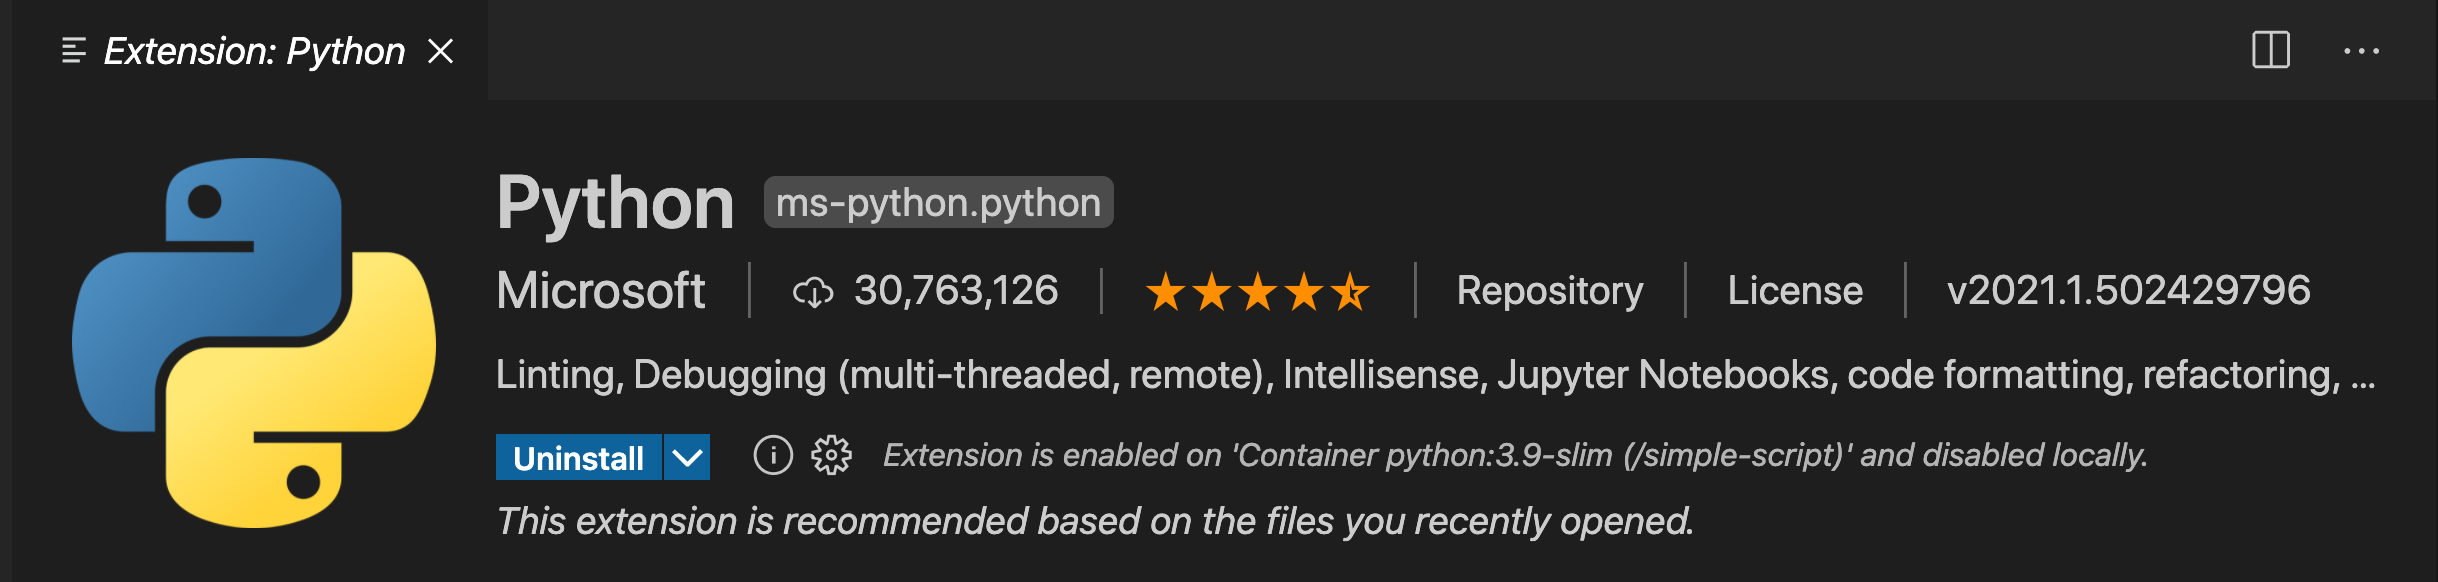 Extension: Python
Python ms-python.python
Microsoft 30,763,126 Repository License v2021.1.502429796
Linting, Debugging (multi-threaded, remote), Intellisense, Jupyter Notebooks, code formatting, refactoring, ...
Uninstall Extension is enabled on 'Container python:3.9-slim (/simple-script)' and disabled locally.
This extension is recommended based on the files you recently opened.